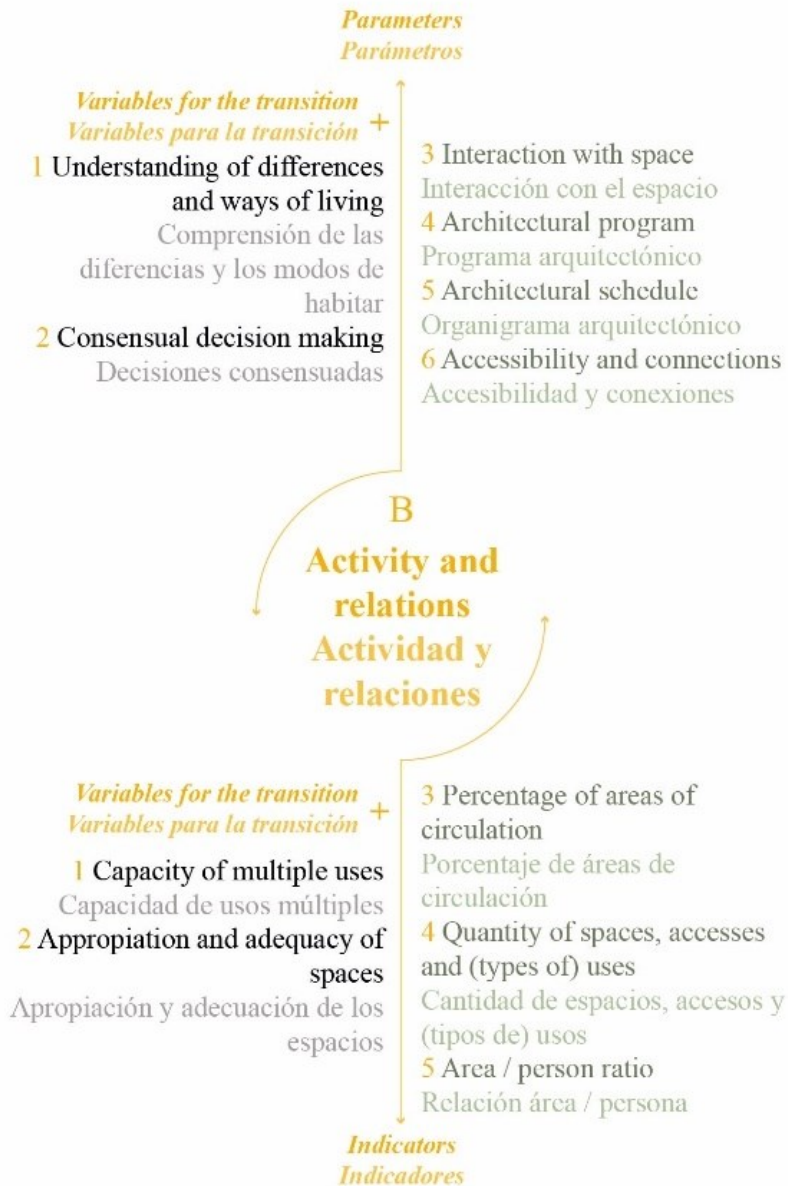 Parameters
Parámetros
Variables for the transition
Variables para la transición
+
1 Understanding of differences
and ways of living
Comprensión de las
diferencias y los modos de
habitar
2 Consensual decision making
Decisiones consensuadas
3 Interaction with space
Interacción con el espacio
4 Architectural program
Programa arquitectónico
5 Architectural schedule
Organigrama arquitectónico
6 Accessibility and connections
Accesibilidad y conexiones
B
Activity and
relations
Actividad y
relaciones
Variables for the transition
Variables para la transición
+
1 Capacity of multiple uses
Capacidad de usos múltiples
2 Appropiation and adequacy of
spaces
Apropiación y adecuación de los
espacios
3 Percentage of areas of
circulation
Porcentaje de áreas de
circulación
4 Quantity of spaces, accesses
and (types of) uses
Cantidad de espacios, accesos y
(tipos de) usos
5 Area / person ratio
Relación área / persona
Indicators
Indicadores